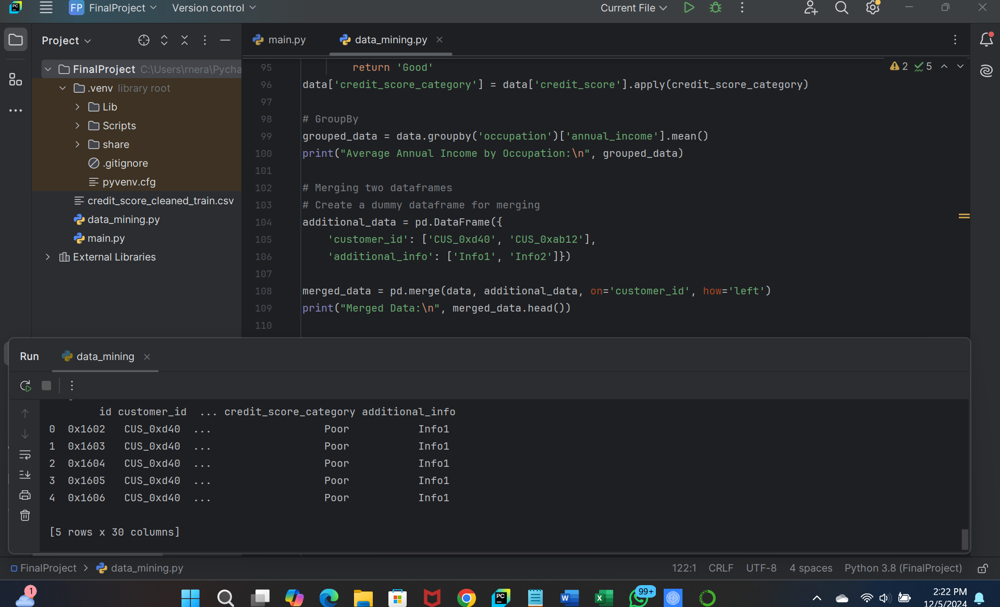 FP FinalProject Version control Current File
Project
main.py data_mining.py
FinalProject C:\Users\rnera\Pycha
.venv library root
Lib
Scripts
share
.gitignore
pyvenv.cfg
credit_score_cleaned_train.csv
data_mining.py
main.py
External Libraries
2 5
95 return 'Good'
96 data['credit_score_category'] = data['credit_score'].apply(credit_score_category)
97
98 # GroupBy
99 grouped_data = data.groupby('occupation')['annual_income'].mean()
100 print("Average Annual Income by Occupation:\n", grouped_data)
101
102 # Merging two dataframes
103 # Create a dummy dataframe for merging
104 additional_data = pd.DataFrame({
105 'customer_id': ['CUS_0xd40', 'CUS_0xab12'],
106 'additional_info': ['Info1', 'Info2']})
107
108 merged_data = pd.merge(data, additional_data, on='customer_id', how='left')
109 print("Merged Data:\n", merged_data.head())
110
Run data_mining
id customer_id ... credit_score_category additional_info
0 0x1602 CUS_0xd40 ... Poor Info1
1 0x1603 CUS_0xd40 ... Poor Info1
2 0x1604 CUS_0xd40 ... Poor Info1
3 0x1605 CUS_0xd40 ... Poor Info1
4 0x1606 CUS_0xd40 ... Poor Info1
[5 rows x 30 columns]
FinalProject > data_mining.py 122:1 CRLF UTF-8 4 spaces Python 3.8 (FinalProject)
1 PC W X 99+ 2:22 PM
12/5/2024